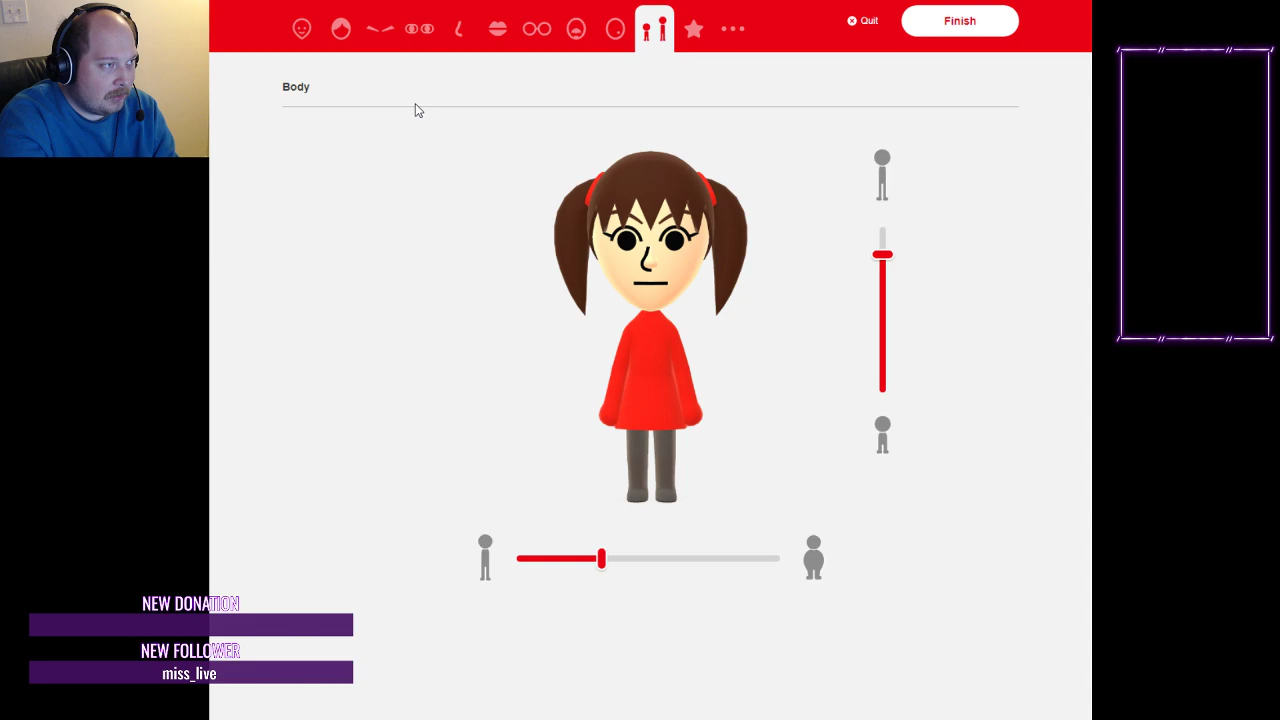 Quit
Finish
Body
NEW DONATION
NEW FOLLOWER
miss_live